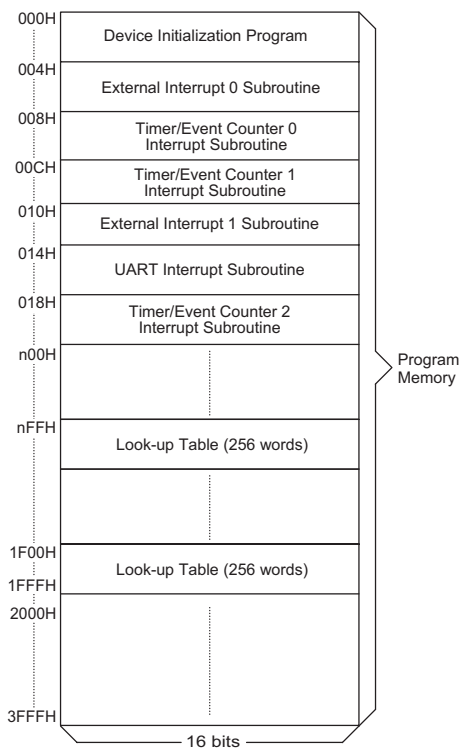 000H
Device Initialization Program
004H
External Interrupt 0 Subroutine
008H
Timer/Event Counter 0
Interrupt Subroutine
00CH
Timer/Event Counter 1
Interrupt Subroutine
010H
External Interrupt 1 Subroutine
014H
UART Interrupt Subroutine
018H
Timer/Event Counter 2
Interrupt Subroutine
n00H
Program
Memory
nFFH
Look-up Table (256 words)
1F00H
Look-up Table (256 words)
1FFFH
2000H
3FFFH
16 bits